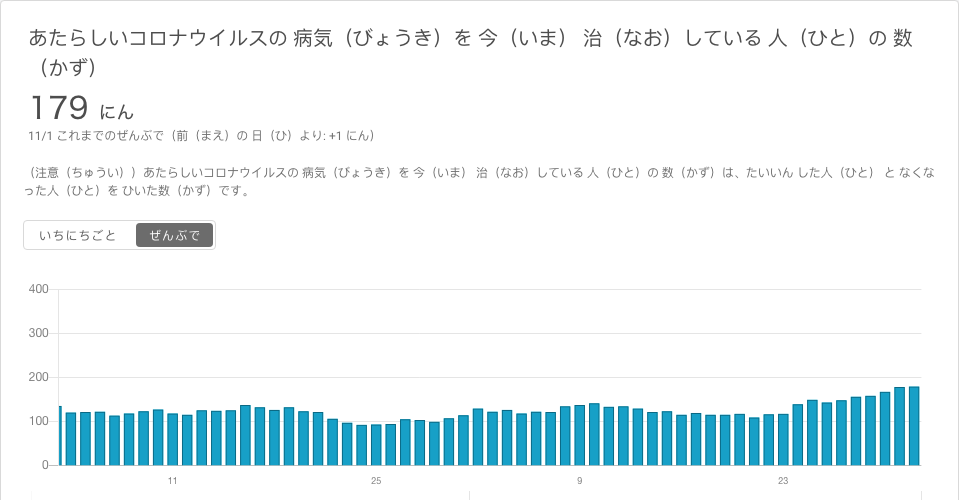 あたらしいコロナウイルスの 病気（びょうき）を 今（いま） 治（なお）している 人（ひと）の 数
（かず）
179 にん
11/1 これまでのぜんぶで（前（まえ）の 日（ひ）より: +1 にん）
（注意（ちゅうい））あたらしいコロナウイルスの 病気（びょうき）を 今（いま） 治（なお）している 人（ひと）の 数（かず）は、たいいん した人（ひと） と なくな
った人（ひと）を ひいた数（かず）です。
いちにちごと ぜんぶで
400
300
200
100
0
11 25 9 23